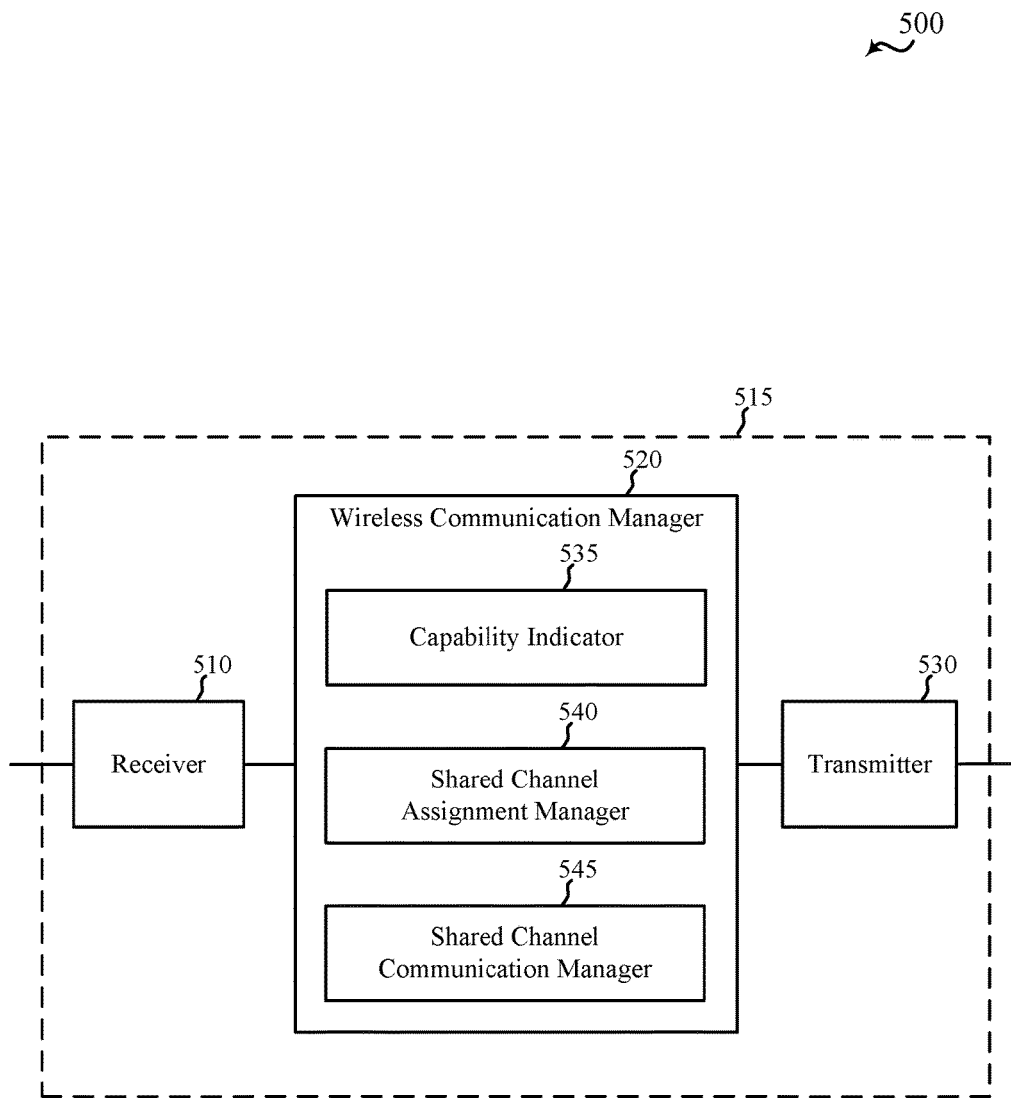 500
515
520
Wireless Communication Manager
535
Capability Indicator
510
Receiver
530
Transmitter
540
Shared Channel
Assignment Manager
545
Shared Channel
Communication Manager